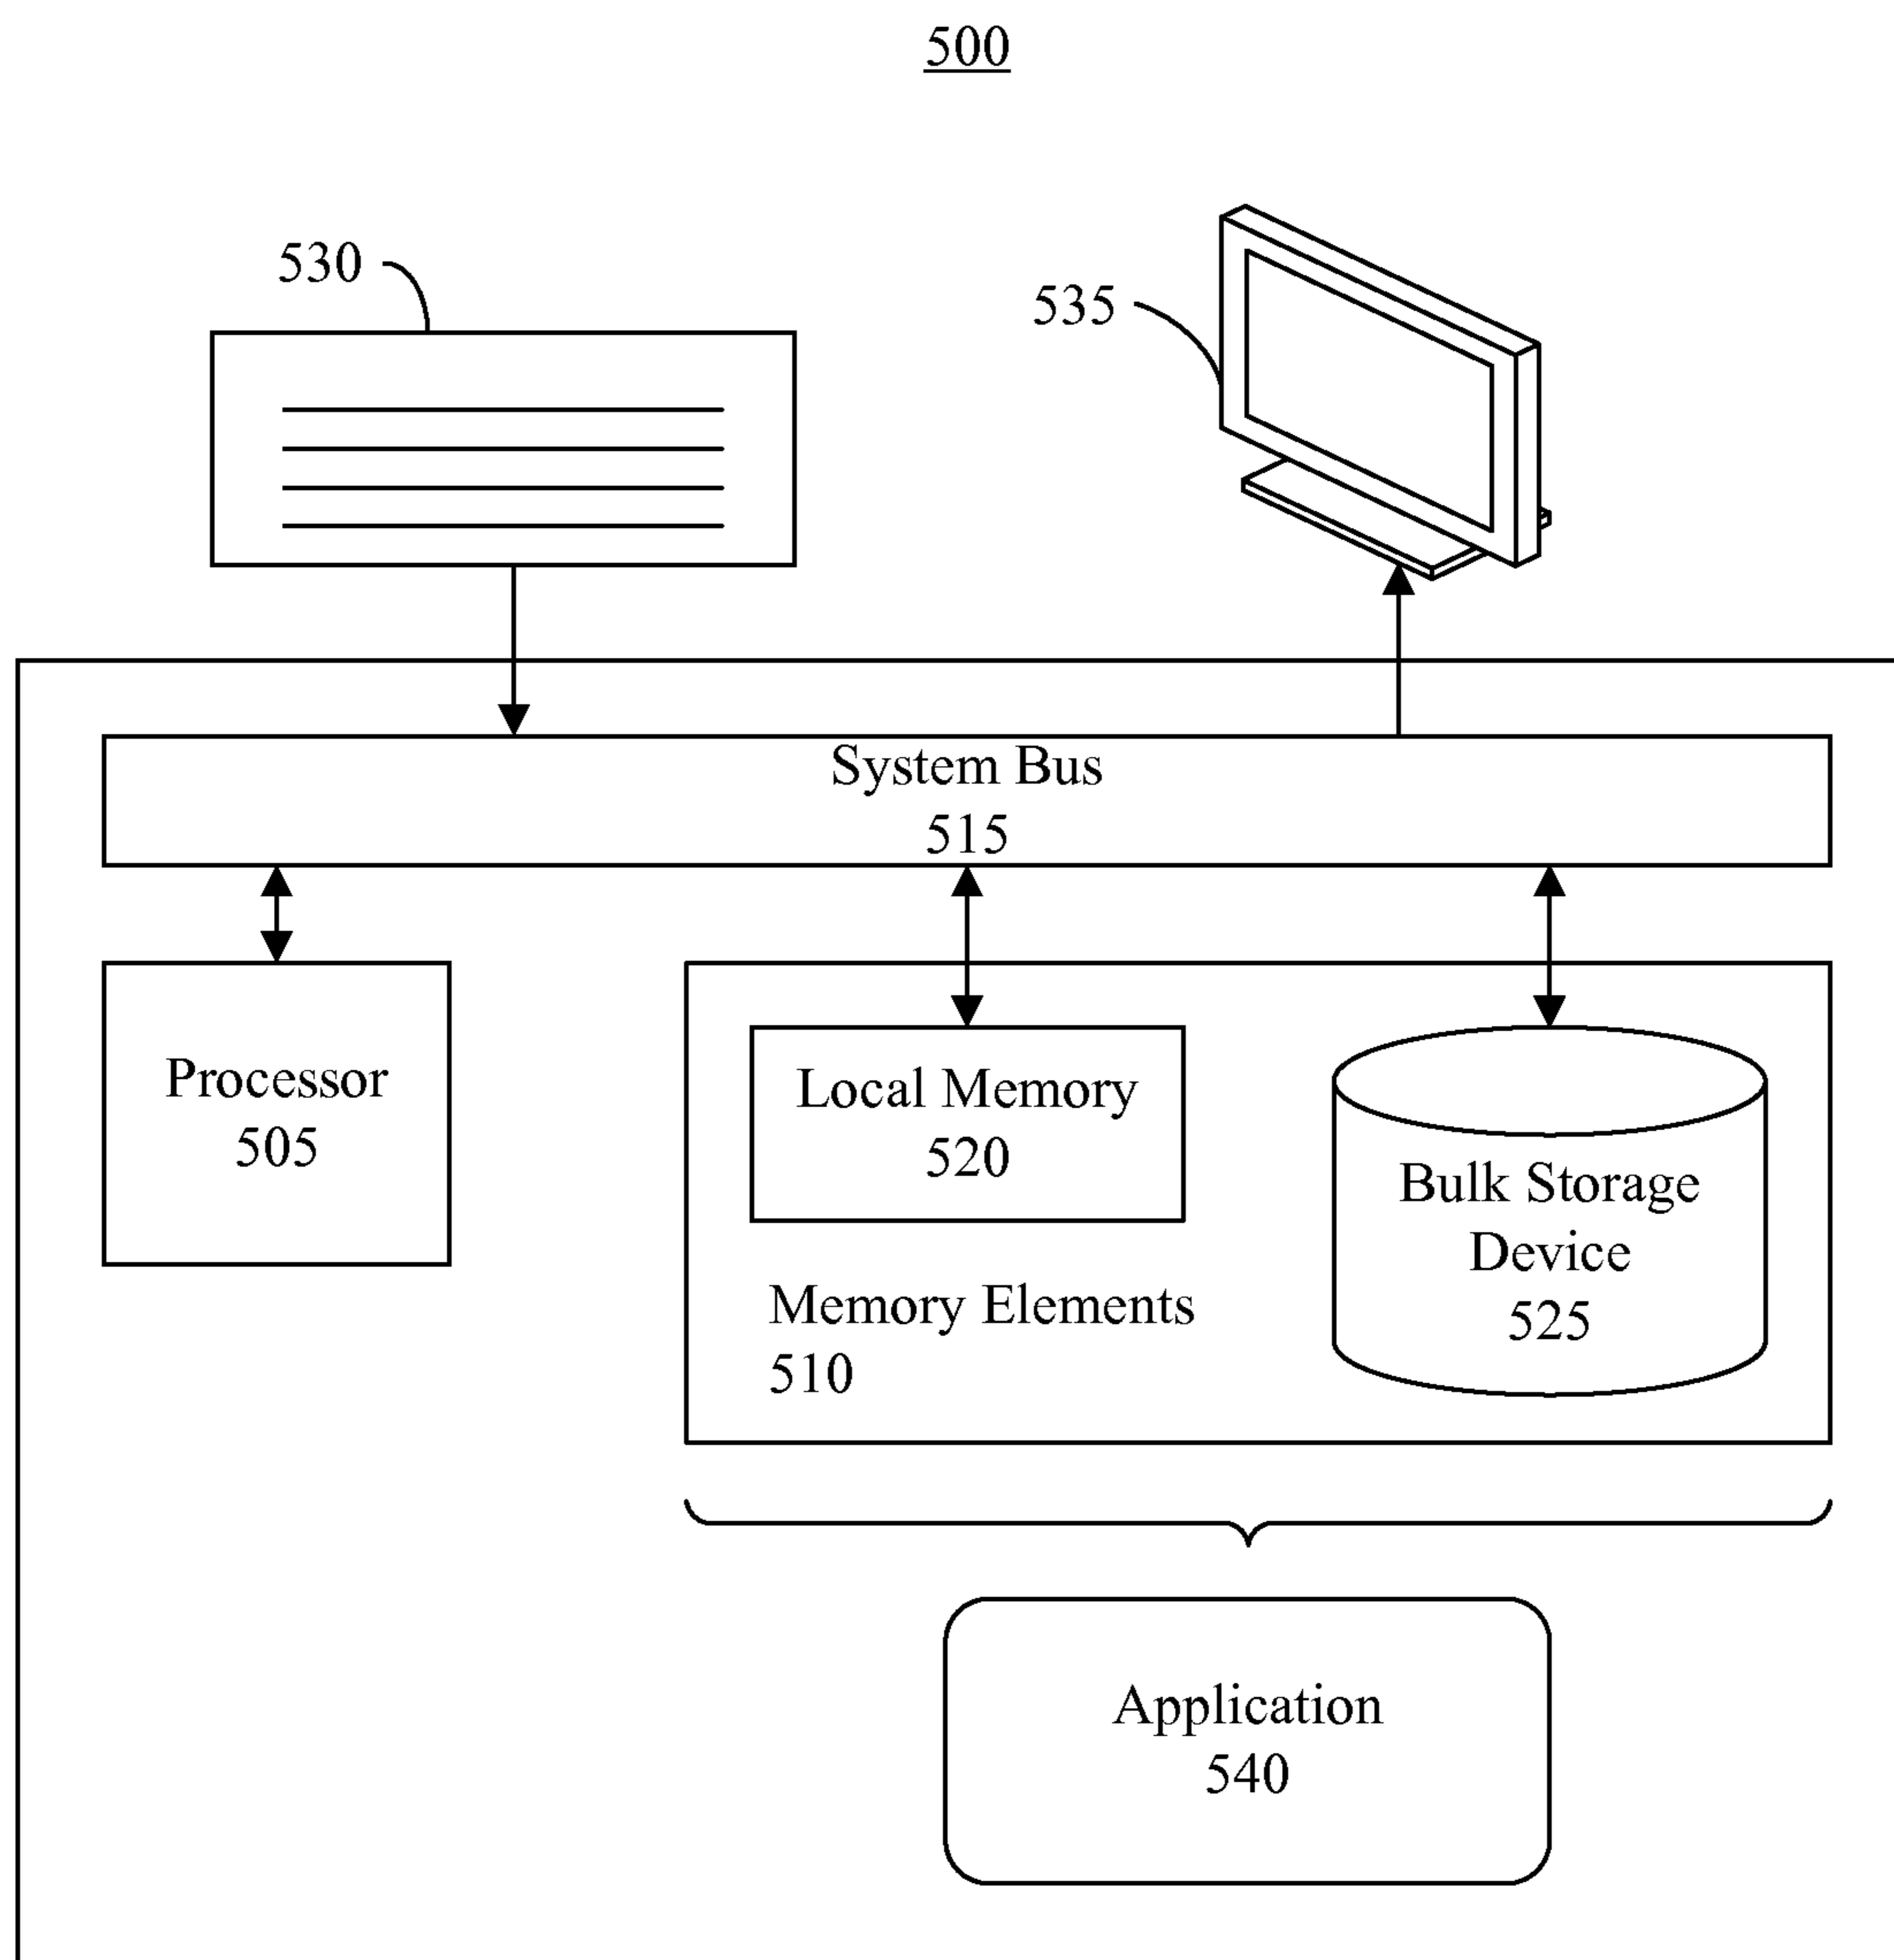 500
530
535
System Bus
515
Processor
505
Local Memory
520
Bulk Storage
Device
525
Memory Elements
510
Application
540